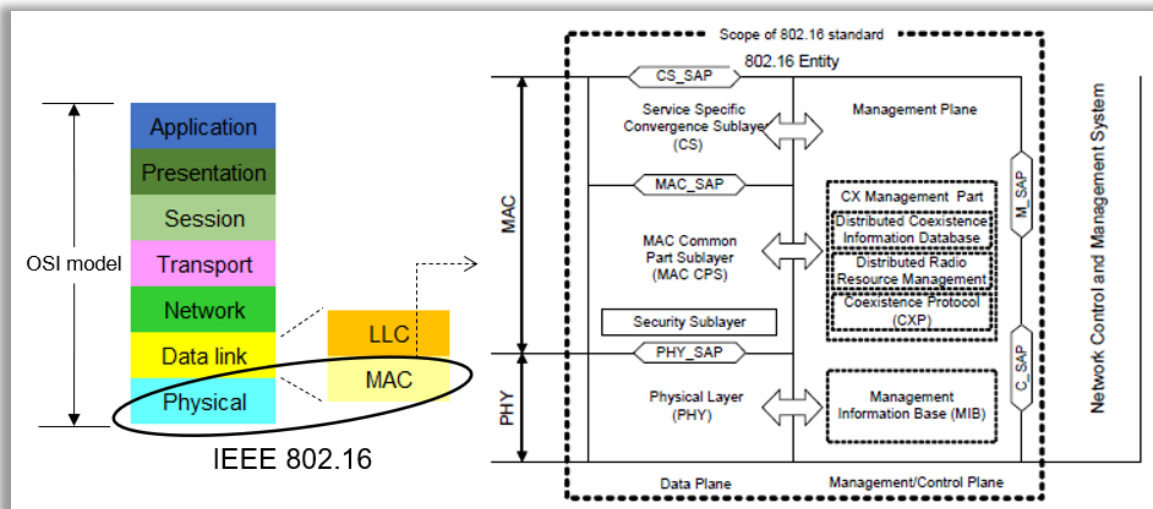 OSI model
Application
Presentation
Session
Transport
Network
Data link
Physical
LLC
MAC
IEEE 802.16
Scope of 802.16 standard
802.16 Entity
MAC
PHY
CS_SAP
Service Specific
Convergence Sublayer
(CS)
MAC_SAP
MAC Common
Part Sublayer
(MAC CPS)
Security Sublayer
PHY_SAP
Physical Layer
(PHY)
Data Plane
Management Plane
CX Management Part
Distributed Coexistence
Information Database
Distributed Radio
Resource Management
Coexistence Protocol
(CXP)
Management
Information Base (MIB)
Management/Control Plane
M_SAP
C_SAP
Network Control and Management System